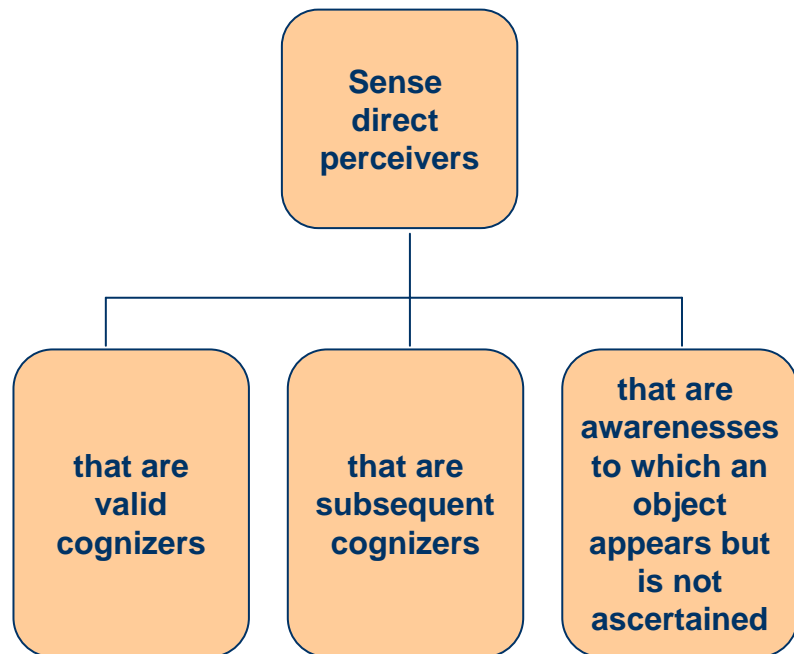 Sense
direct
perceivers
that are
valid
cognizers
that are
subsequent
cognizers
that are
awarenesses
to which an
object
appears but
is not
ascertained